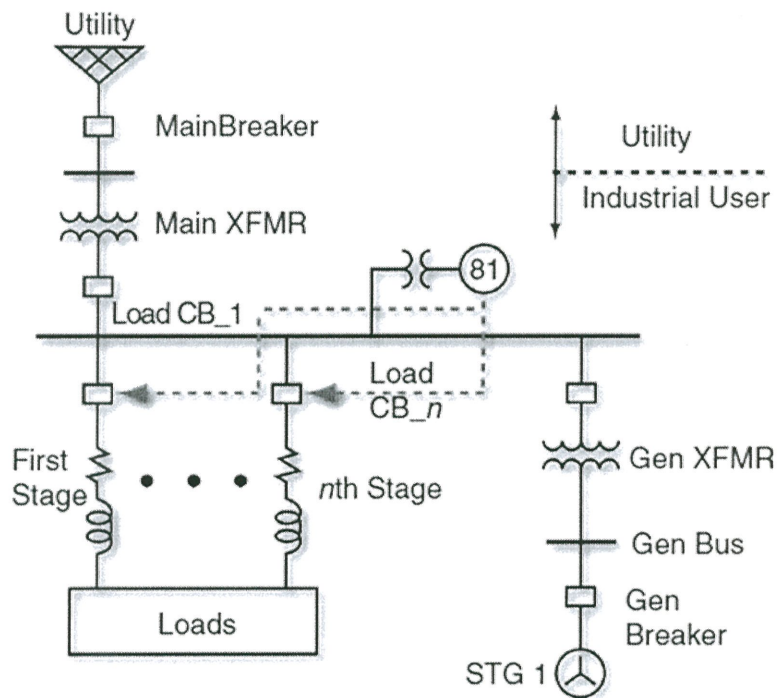 Utility
MainBreaker
Utility
Industrial User
Main XFMR
81
Load CB_1
Load
CB_n
First
Stage
nth Stage
Gen XFMR
Gen Bus
Gen
Breaker
Loads
STG 1